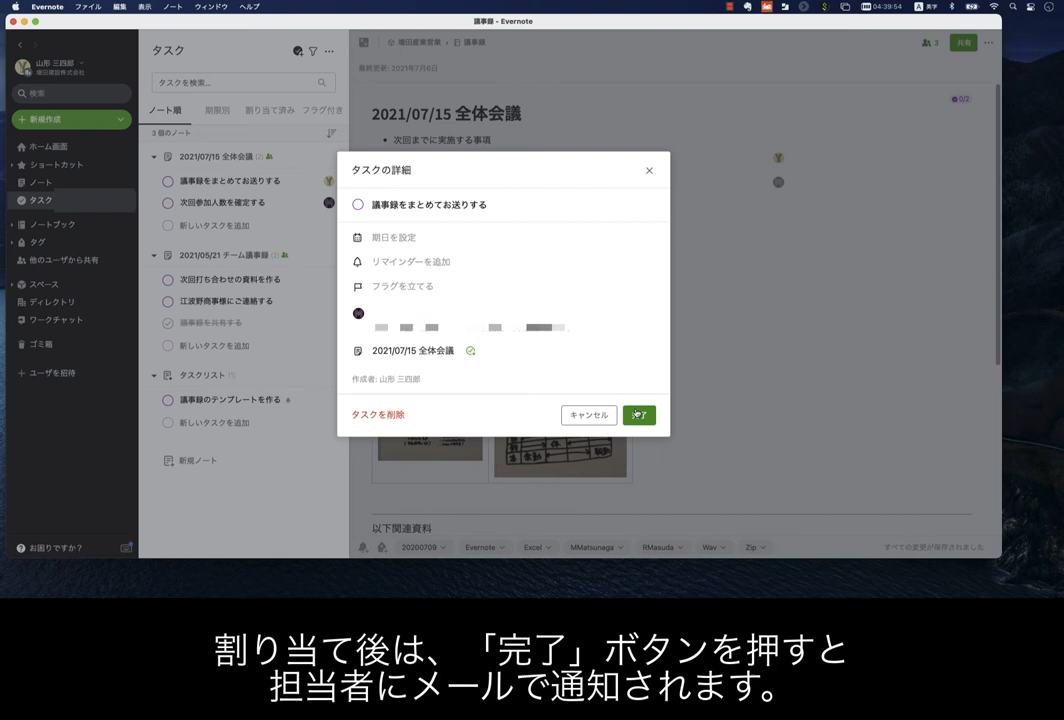 Evernote ファイル 編集 表示 ノート ウィンドウ ヘルプ
04:39:54 A 英字
議事録 - Evernote
山形 三四郎
増田建設株式会社
検索
新規作成
ホーム画面
ショートカット
ノート
タスク
ノートブック
タグ
他のユーザから共有
スペース
ディレクトリ
ワークチャット
ゴミ箱
ユーザを招待
お困りですか？
タスク
タスクを検索...
ノート順 期限別 割り当て済み フラグ付き
3 個のノート
2021/07/15 全体会議 (2)
議事録をまとめてお送りする
次回参加人数を確定する
新しいタスクを追加
2021/05/21 チーム議事録 (2)
次回打ち合わせの資料を作る
江波野商事様にご連絡する
議事録を共有する
新しいタスクを追加
タスクリスト (1)
議事録のテンプレートを作る
新しいタスクを追加
新規ノート
増田産業営業 › 議事録
3 共有
最終更新: 2021年7月6日
2021/07/15 全体会議
0/2
次回までに実施する事項
タスクの詳細
議事録をまとめてお送りする
期日を設定
リマインダーを追加
フラグを立てる
2021/07/15 全体会議
作成者: 山形 三四郎
タスクを削除 キャンセル
以下関連資料
20200709 Evernote Excel MMatsunaga RMasuda Wav Zip すべての変更が保存されました
割り当て後は、「完了」ボタンを押すと
担当者にメールで通知されます。